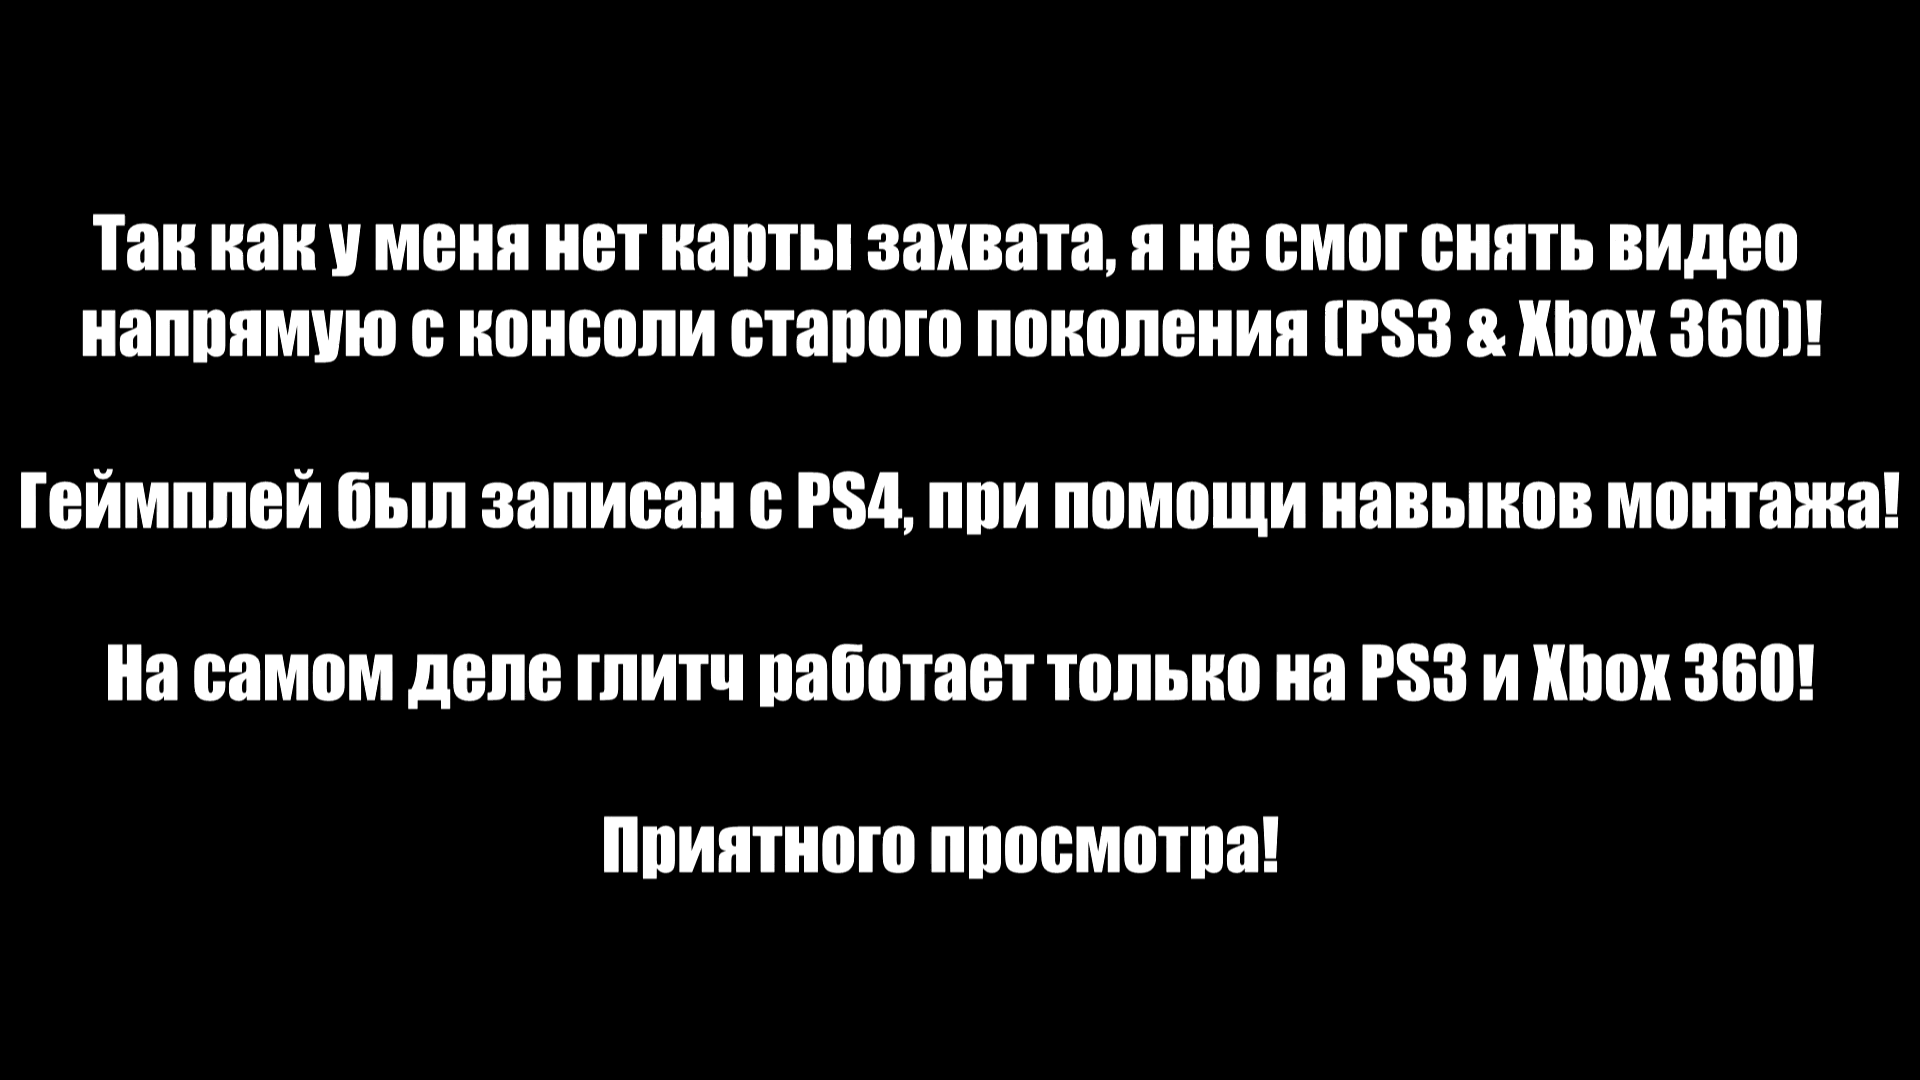 Так как у меня нет карты захвата, я не смог снять видео
напрямую с консоли старого поколения (PS3 & Xbox 360)!
Геймплей был записан с PS4, при помощи навыков монтажа!
На самом деле глитч работает только на PS3 и Xbox 360!
Приятного просмотра!